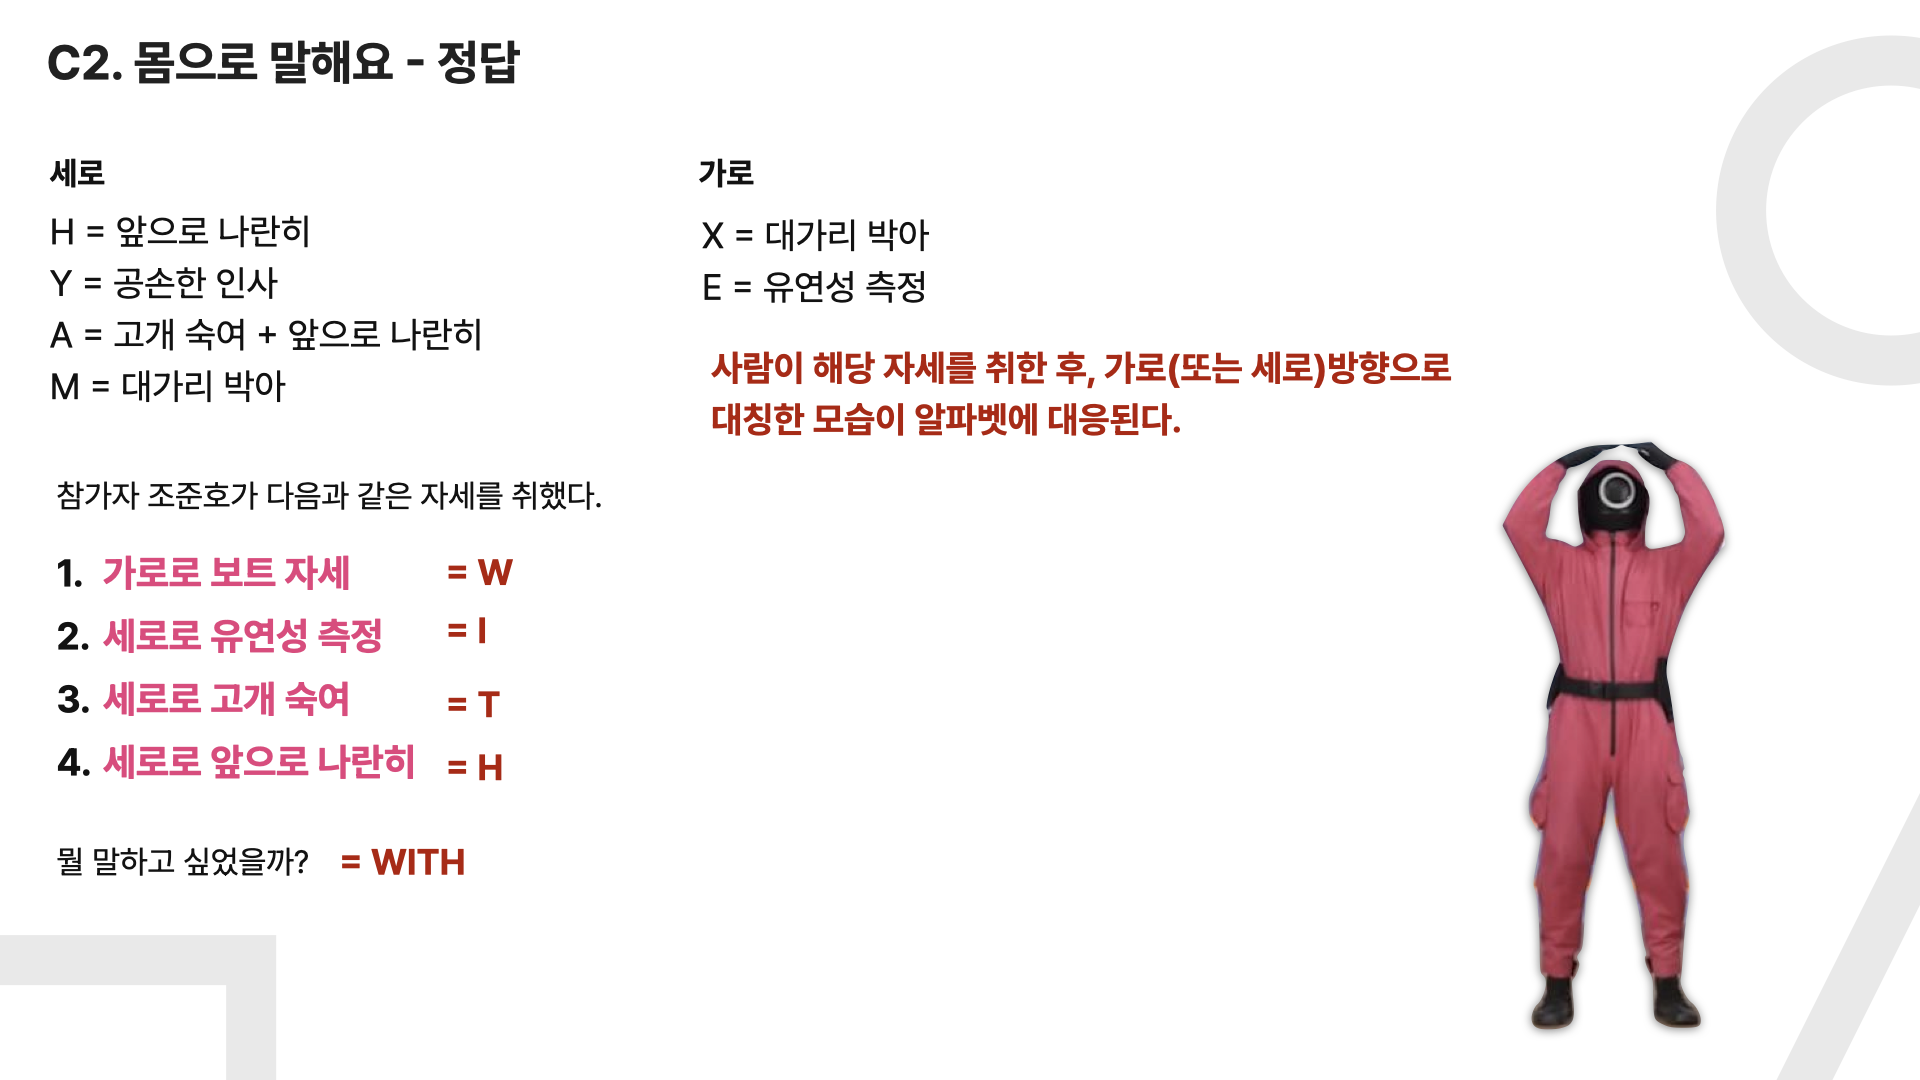 C2. 몸으로 말해요 - 정답
세로
H = 앞으로 나란히
Y = 공손한 인사
A = 고개 숙여 + 앞으로 나란히
M = 대가리 박아
가로
X = 대가리 박아
E = 유연성 측정
사람이 해당 자세를 취한 후, 가로(또는 세로)방향으로
대칭한 모습이 알파벳에 대응된다.
참가자 조준호가 다음과 같은 자세를 취했다.
1. 가로로 보트 자세 = W
2. 세로로 유연성 측정 = I
3. 세로로 고개 숙여 = T
4. 세로로 앞으로 나란히 = H
뭘 말하고 싶었을까? = WITH